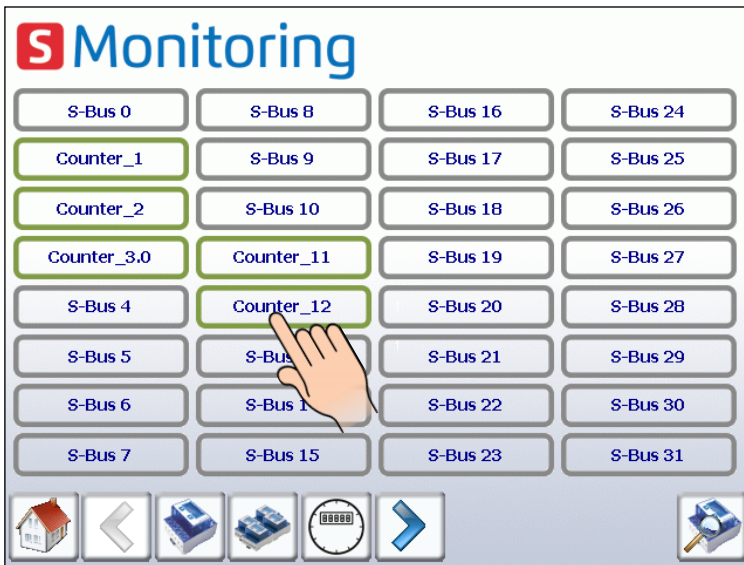 S Monitoring
S-Bus 0 S-Bus 8 S-Bus 16 S-Bus 24
Counter_1 S-Bus 9 S-Bus 17 S-Bus 25
Counter_2 S-Bus 10 S-Bus 18 S-Bus 26
Counter_3.0 Counter_11 S-Bus 19 S-Bus 27
S-Bus 4 Counter_12 S-Bus 20 S-Bus 28
S-Bus 5 S-Bus 21 S-Bus 29
S-Bus 6 S-Bus S-Bus 22 S-Bus 30
S-Bus 7 S-Bus 15 S-Bus 23 S-Bus 31
88888